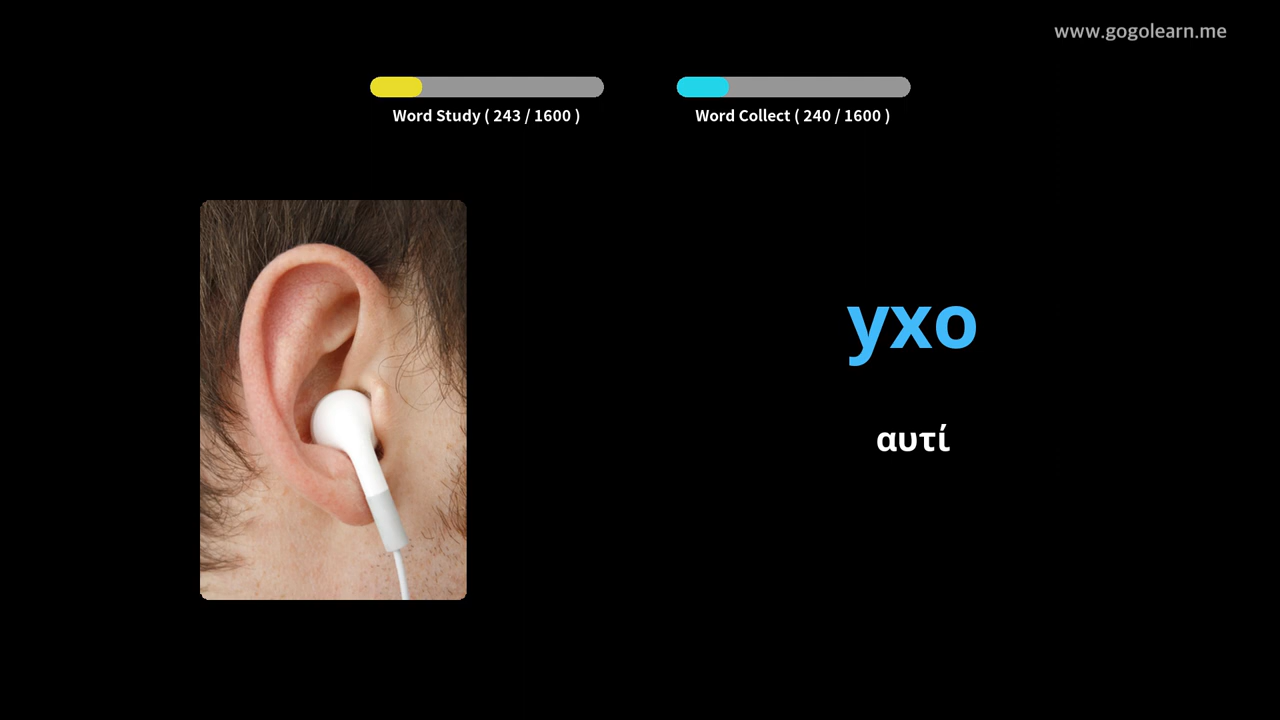 www.gogolearn.me
Word Study ( 243 / 1600 )
Word Collect ( 240 / 1600 )
ухо
αυτί